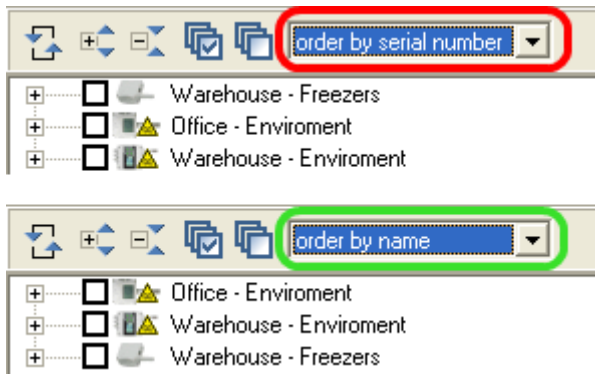 order by serial number
Warehouse - Freezers
Office - Enviroment
Warehouse - Enviroment
order by name
Office - Enviroment
Warehouse - Enviroment
Warehouse - Freezers